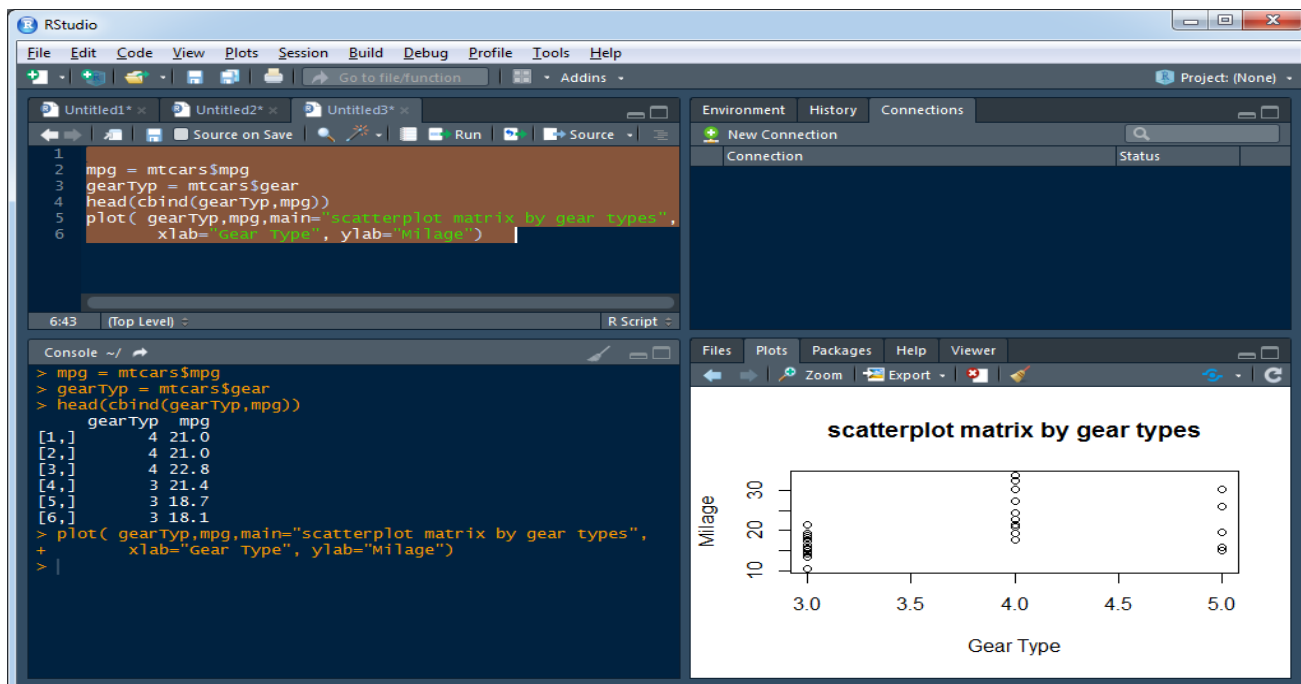 RStudio
File Edit Code View Plots Session Build Debug Profile Tools Help
Go to file/function Addins Project: (None)
Untitled1* × Untitled2* × Untitled3* ×
Source on Save Run Source
1
2 mpg = mtcars$mpg
3 gearTyp = mtcars$gear
4 head(cbind(gearTyp,mpg))
5 plot( gearTyp,mpg,main="scatterplot matrix by gear types",
6 xlab="Gear Type", ylab="Milage")
6:43 (Top Level) R Script
Console ~/
> mpg = mtcars$mpg
> gearTyp = mtcars$gear
> head(cbind(gearTyp,mpg))
gearTyp mpg
[1,] 4 21.0
[2,] 4 21.0
[3,] 4 22.8
[4,] 3 21.4
[5,] 3 18.7
[6,] 3 18.1
> plot( gearTyp,mpg,main="scatterplot matrix by gear types",
+ xlab="Gear Type", ylab="Milage")
>
Environment History Connections
New Connection
Connection Status
Files Plots Packages Help Viewer
Zoom Export
scatterplot matrix by gear types
Milage
30
20
10
3.0 3.5 4.0 4.5 5.0
Gear Type